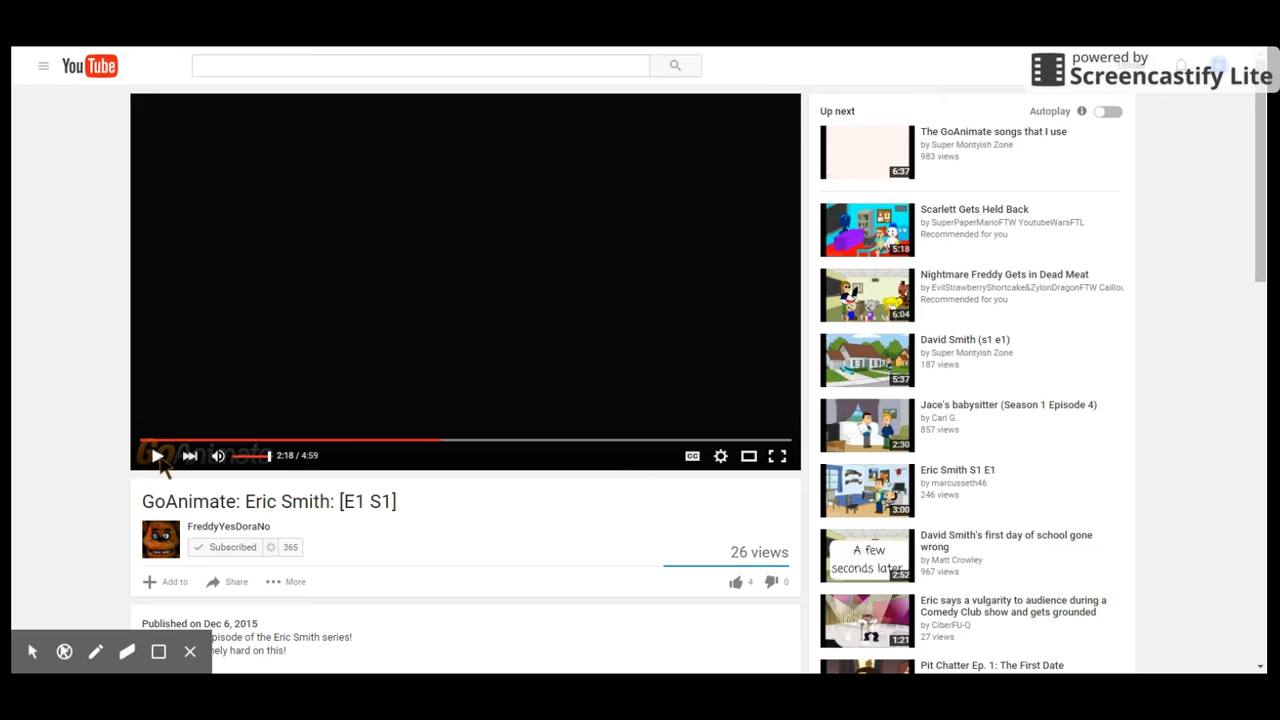 powered by
Screencastify Lite
YouTube
GoAnimate
2:18 / 4:59
CC
GoAnimate: Eric Smith: [E1 S1]
FreddyYesDoraNo
Subscribed 365
26 views
Add to Share More
4 0
Published on Dec 6, 2015
pisode of the Eric Smith series!
nely hard on this!
Up next
Autoplay
The GoAnimate songs that I use
by Super Montyish Zone
983 views
6:37
Scarlett Gets Held Back
by SuperPaperMarioFTW YoutubeWarsFTL
Recommended for you
5:18
Nightmare Freddy Gets in Dead Meat
by EvilStrawberryShortcake&ZylonDragonFTW Caillou
Recommended for you
6:04
David Smith (s1 e1)
by Super Montyish Zone
187 views
5:37
Jace's babysitter (Season 1 Episode 4)
by Carl G.
857 views
2:30
Eric Smith S1 E1
by marcusseth46
246 views
3:00
David Smith's first day of school gone
wrong
by Matt Crowley
967 views
A few
seconds later
2:52
Eric says a vulgarity to audience during a
Comedy Club show and gets grounded
by CiberFU-Q
27 views
1:21
Pit Chatter Ep. 1: The First Date